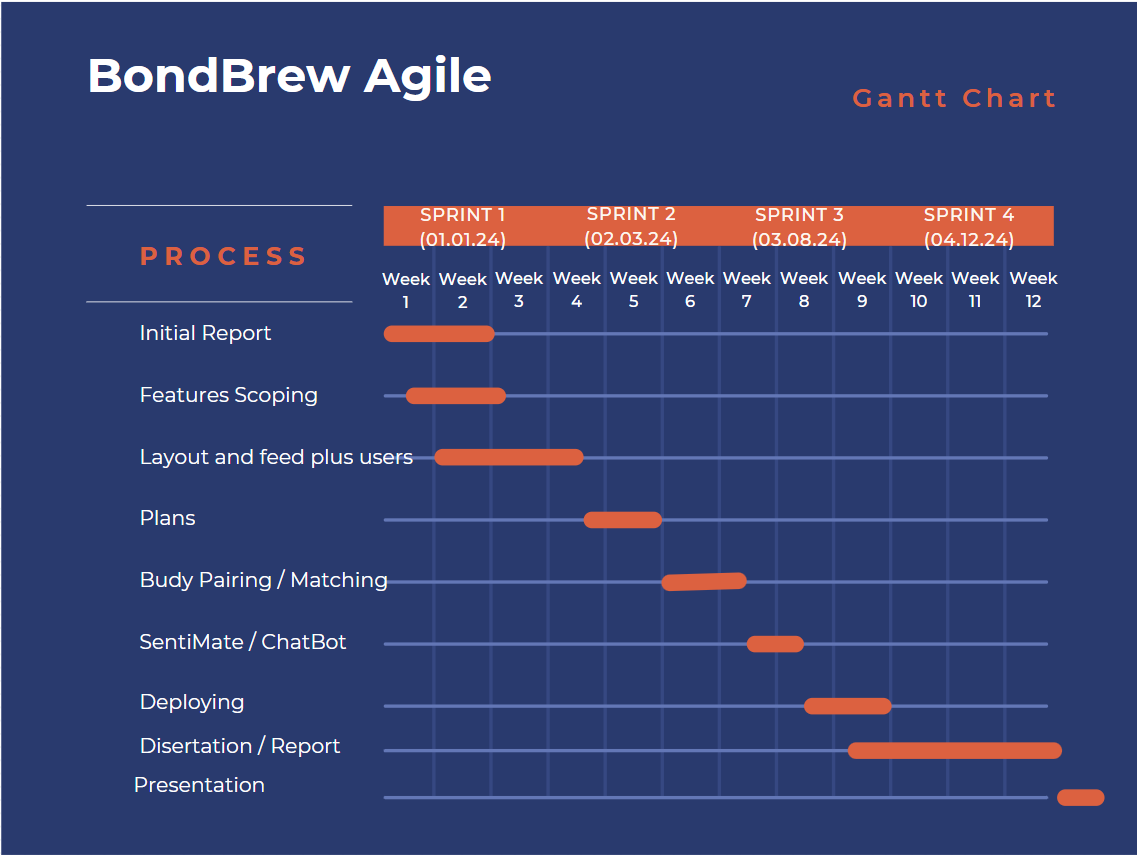 BondBrew Agile
Gantt Chart
PROCESS
SPRINT 1
(01.01.24)
SPRINT 2
(02.03.24)
SPRINT 3
(03.08.24)
SPRINT 4
(04.12.24)
Week
1
Week
2
Week
3
Week
4
Week
5
Week
6
Week
7
Week
8
Week
9
Week
10
Week
11
Week
12
Initial Report
Features Scoping
Layout and feed plus users
Plans
Budy Pairing / Matching
SentiMate / ChatBot
Deploying
Disertation / Report
Presentation